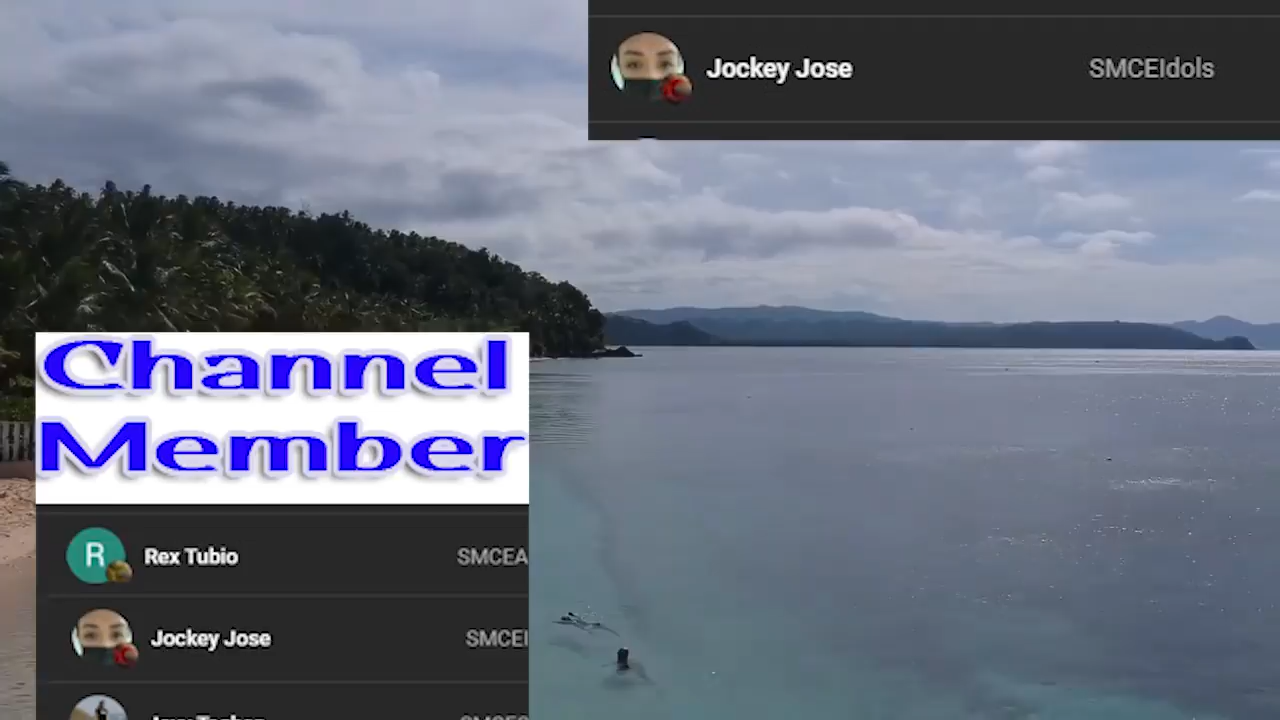 Jockey Jose SMCEIdols
Channel
Member
R Rex Tubio SMCEA
Jockey Jose SMCEI